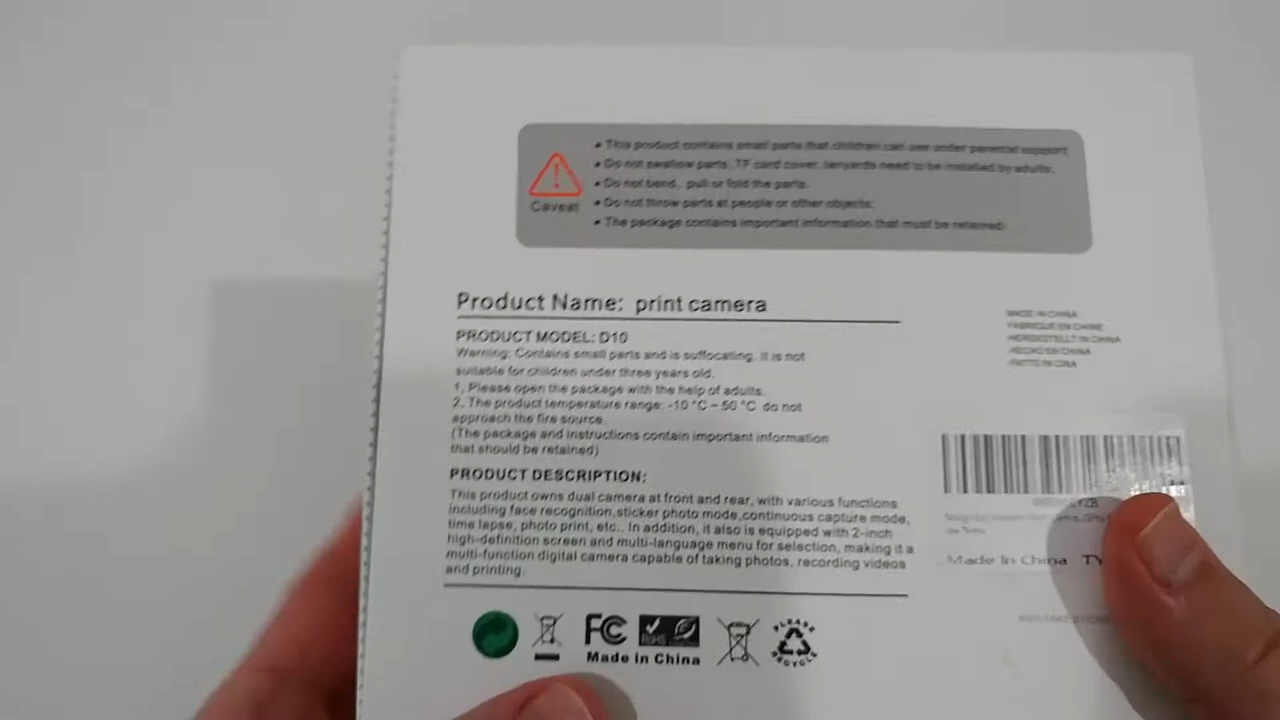 • This product contains small parts that children can use under parental support;
• Do not swallow parts, TF card cover, lanyards need to be installed by adults;
• Do not bend, pull or fold the parts.
• Do not throw parts at people or other objects;
• The package contains important information that must be retained;
Caveat
Product Name: print camera
PRODUCT MODEL: D10
Warning: Contains small parts and is suffocating. It is not
suitable for children under three years old.
1, Please open the package with the help of adults.
2, The product temperature range: -10 °C ~ 50 °C do not
approach the fire source.
(The package and instructions contain important information
that should be retained)
MADE IN CHINA
FABRIQUE EN CHINE
HERGESTELLT IN CHINA
HECHO EN CHINA
FATTO IN CINA
PRODUCT DESCRIPTION:
This product owns dual camera at front and rear, with various functions
including face recognition,sticker photo mode,continuous capture mode,
time lapse, photo print, etc.. In addition, it also is equipped with 2-inch
high-definition screen and multi-language menu for selection, making it a
multi-function digital camera capable of taking photos, recording videos
and printing.
Made In China TY
FC
RoHS
Made in China
PLEASE
RECYCLE